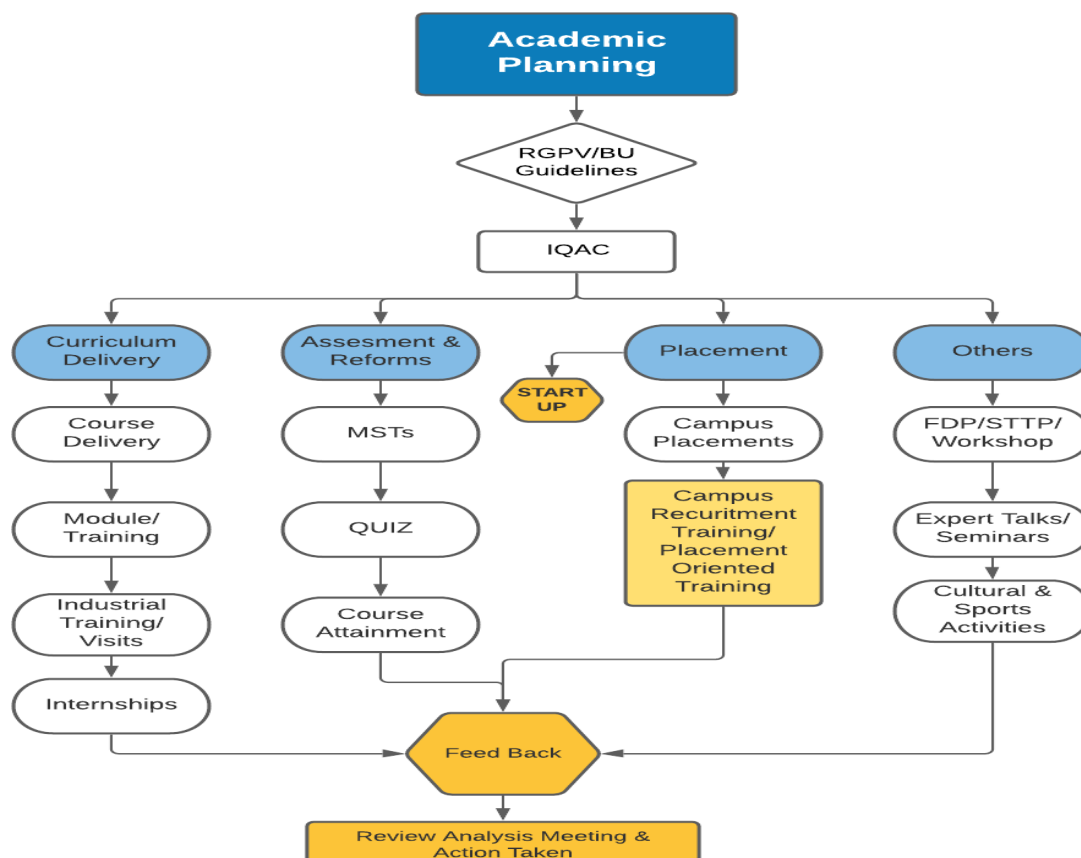 Academic
Planning
RGPV/BU
Guidelines
IQAC
Curriculum
Delivery
Assesment &
Reforms
Placement
Others
START
UP
Course
Delivery
MSTs
Campus
Placements
FDP/STTP/
Workshop
Module/
Training
QUIZ
Campus
Recuritment
Training/
Placement
Oriented
Training
Expert Talks/
Seminars
Industrial
Training/
Visits
Course
Attainment
Cultural &
Sports
Activities
Internships
Feed Back
Review Analysis Meeting &
Action Taken